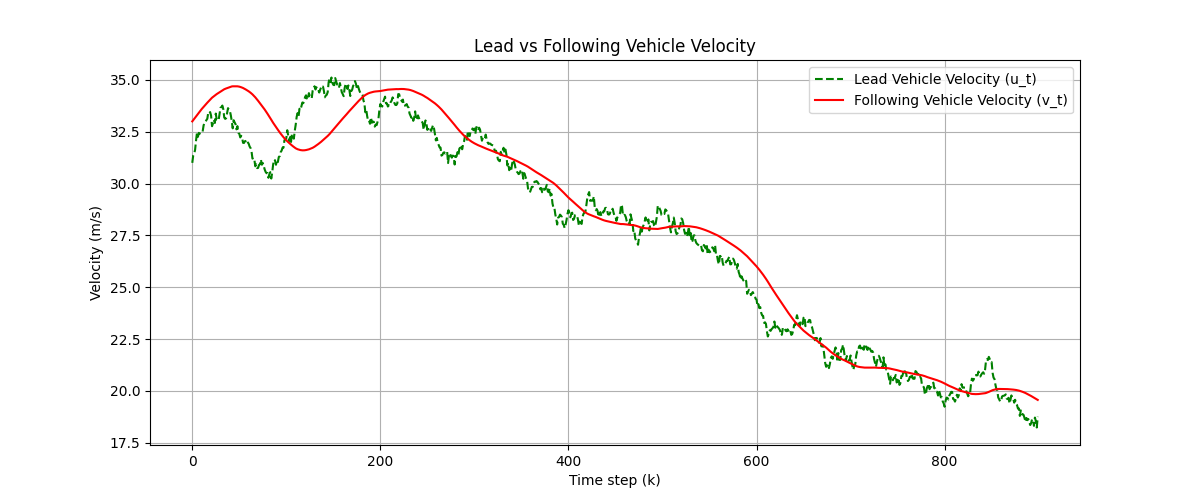 Lead vs Following Vehicle Velocity
Lead Vehicle Velocity (u_t)
Following Vehicle Velocity (v_t)
Velocity (m/s)
35.0
32.5
30.0
27.5
25.0
22.5
20.0
17.5
0 200 400 600 800
Time step (k)